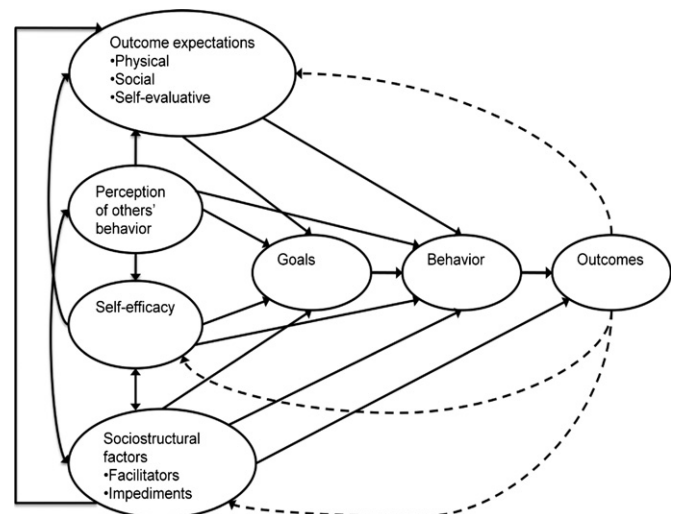 Outcome expectations
•Physical
•Social
•Self-evaluative
Perception
of others'
behavior
Goals
Behavior
Outcomes
Self-efficacy
Sociostructural
factors
•Facilitators
•Impediments